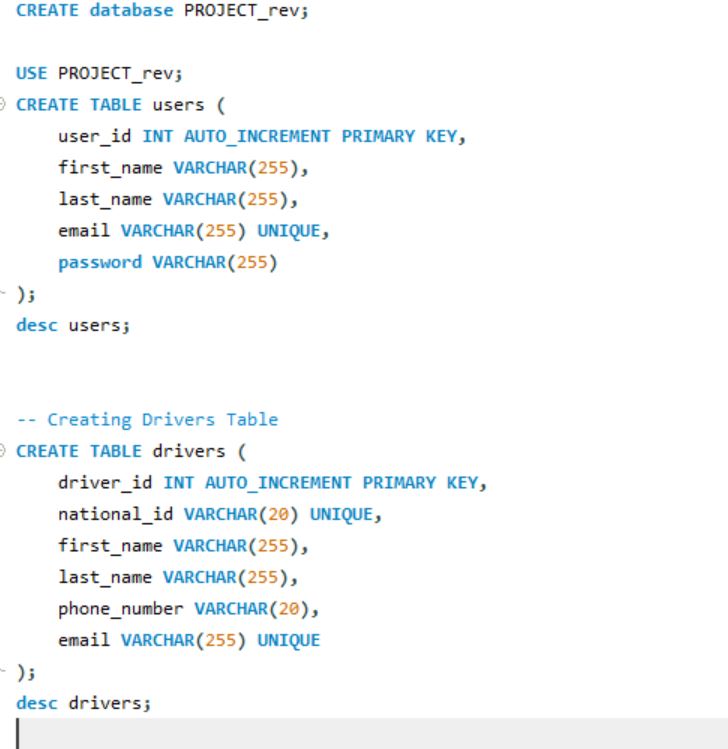 CREATE database PROJECT_rev;
USE PROJECT_rev;
CREATE TABLE users (
user_id INT AUTO_INCREMENT PRIMARY KEY,
first_name VARCHAR(255),
last_name VARCHAR(255),
email VARCHAR(255) UNIQUE,
password VARCHAR(255)
);
desc users;
-- Creating Drivers Table
CREATE TABLE drivers (
driver_id INT AUTO_INCREMENT PRIMARY KEY,
national_id VARCHAR(20) UNIQUE,
first_name VARCHAR(255),
last_name VARCHAR(255),
phone_number VARCHAR(20),
email VARCHAR(255) UNIQUE
);
desc drivers;